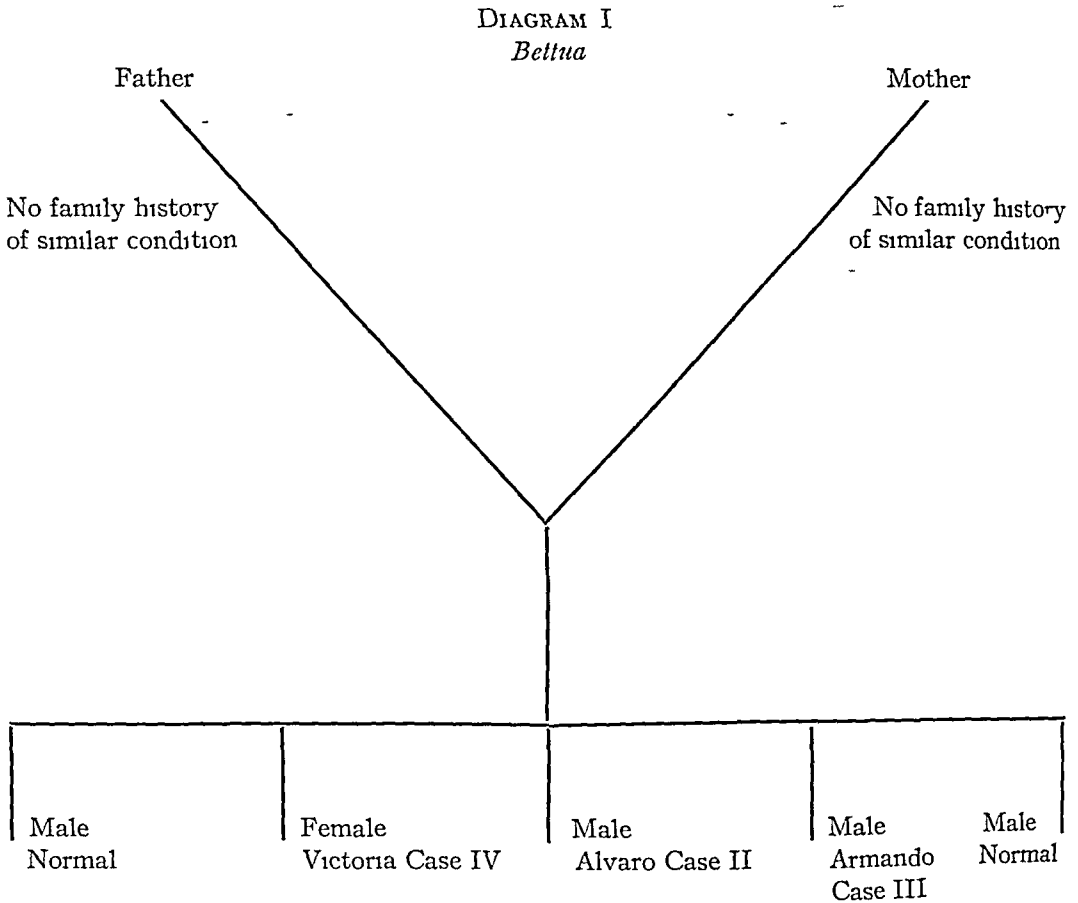 DIAGRAM I
Bettua
Father
Mother
No family history
of similar condition
No family history
of similar condition
Male
Normal
Female
Victoria Case IV
Male
Alvaro Case II
Male
Armando
Case III
Male
Normal